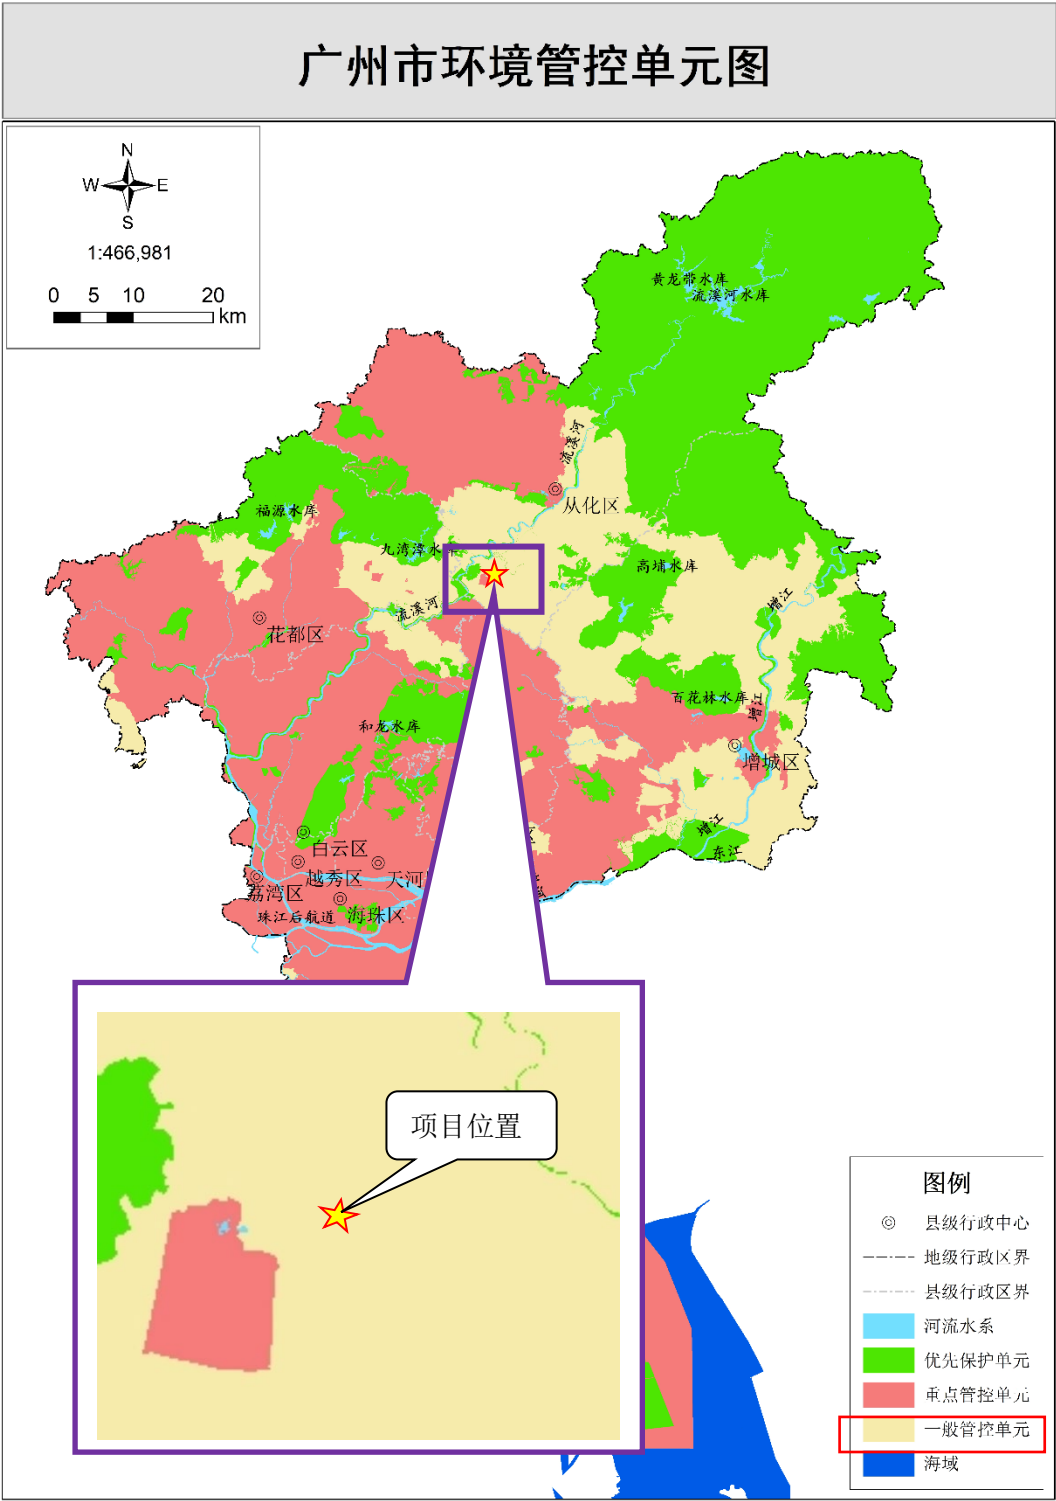 广州市环境管控单元图
N
W E
S
1:466,981
0 5 10 20
km
黄龙带水库
流溪河水库
流溪河
从化区
福源水库
九湾潭水库
高埔水库
增江
流溪河
花都区
百花林水库
增江
和龙水库
增城区
增江
东江
白云区
越秀区
天河
荔湾区
海珠区
珠江后航道
项目位置
图例
县级行政中心
地级行政区界
县级行政区界
河流水系
优先保护单元
重点管控单元
一般管控单元
海域